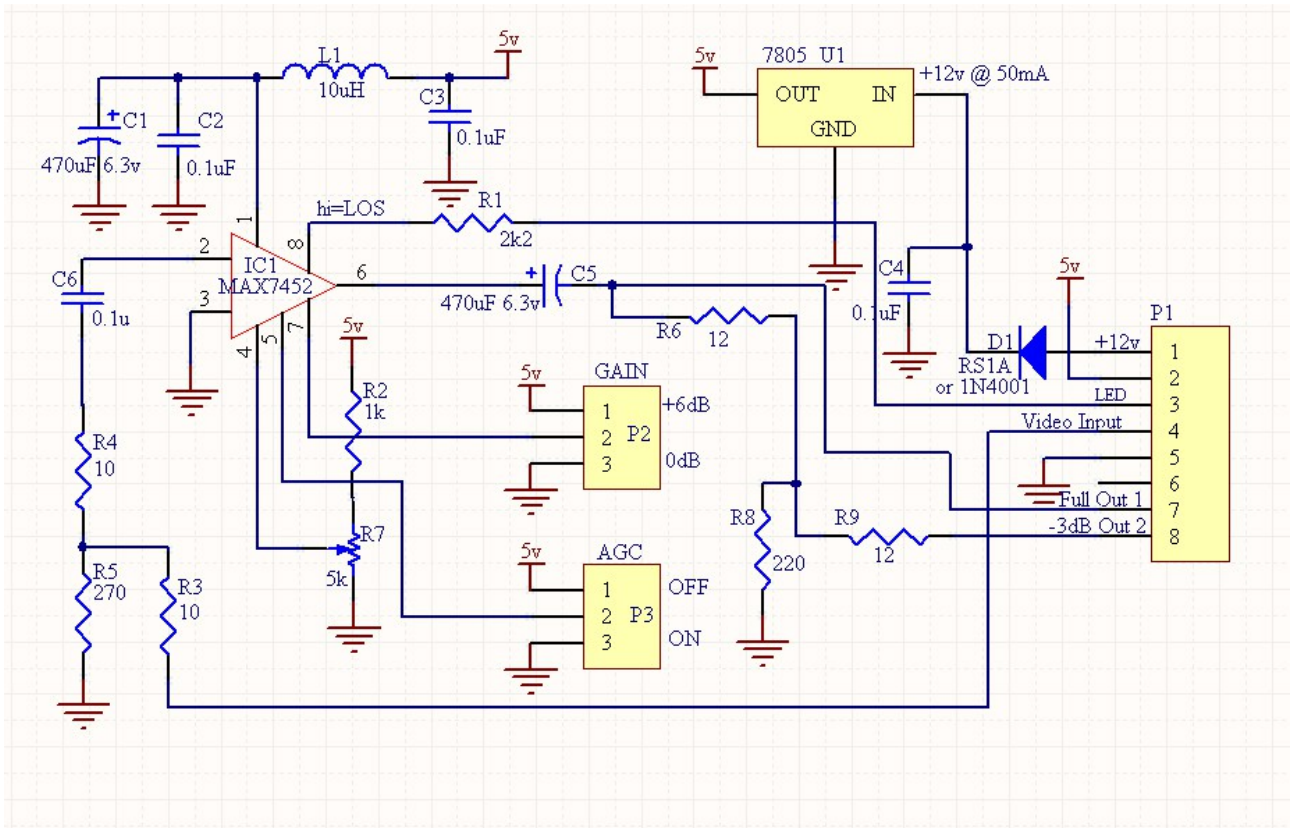 L1
10uH
5v
C1
470uF 6.3v
C2
0.1uF
C3
0.1uF
5v
7805 U1
OUT
IN
GND
+12v @ 50mA
hi=LOS
R1
2k2
1
2
3
4
5
6
7
8
IC1
MAX7452
C6
0.1u
C5
470uF 6.3v
R6
12
C4
0.1uF
5v
D1
RS1A
or 1N4001
P1
+12v
LED
Video Input
Full Out 1
-3dB Out 2
1
2
3
4
5
6
7
8
5v
R2
1k
R7
5k
R4
10
R5
270
R3
10
5v
GAIN
1
2
3
P2
+6dB
0dB
5v
AGC
1
2
3
P3
OFF
ON
R8
220
R9
12